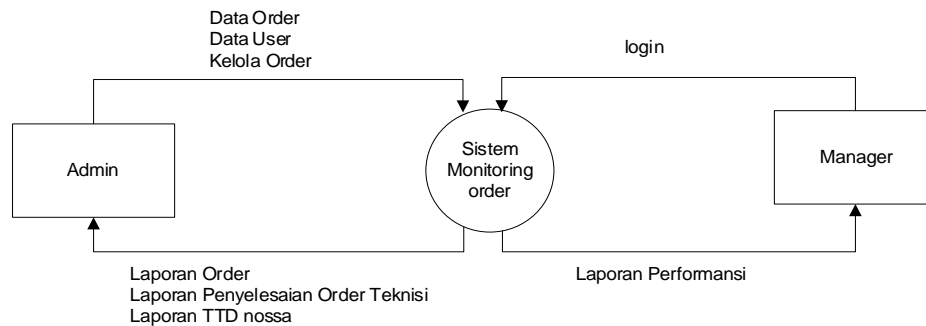 Data Order
Data User
Kelola Order
login
Admin
Sistem
Monitoring
order
Manager
Laporan Order
Laporan Penyelesaian Order Teknisi
Laporan TTD nossa
Laporan Performansi